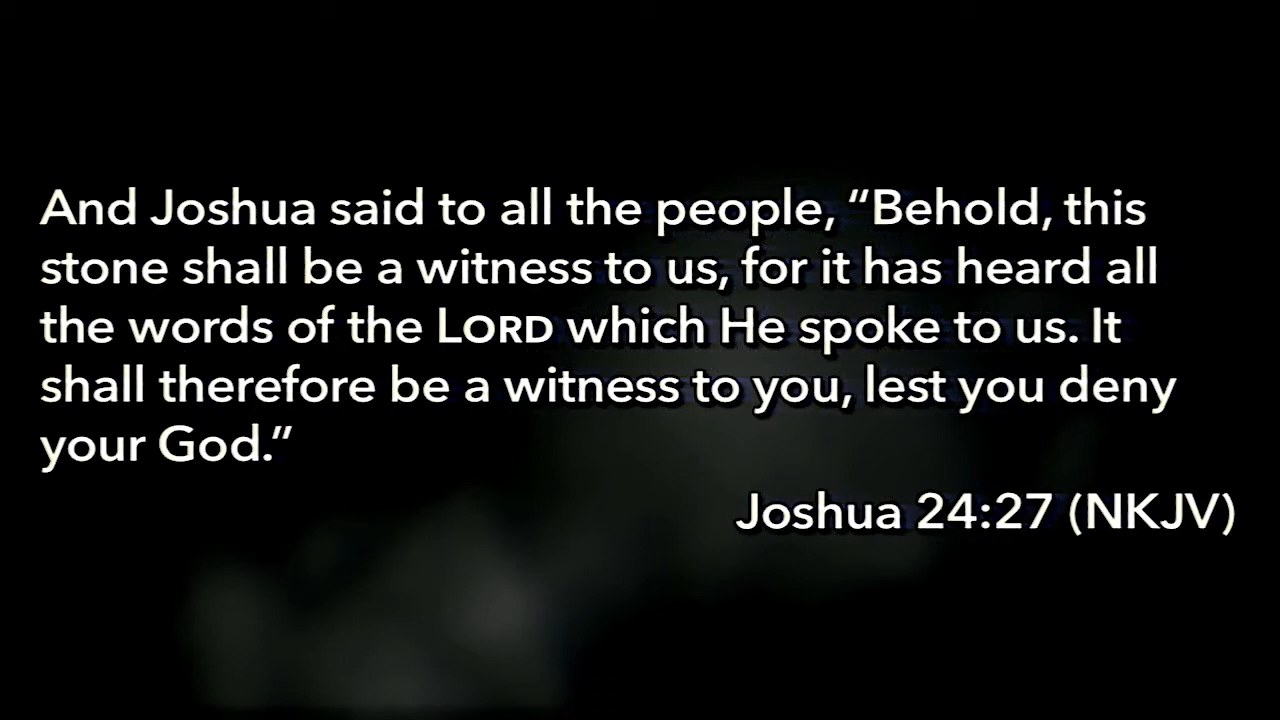 And Joshua said to all the people, “Behold, this
stone shall be a witness to us, for it has heard all
the words of the LORD which He spoke to us. It
shall therefore be a witness to you, lest you deny
your God.”
Joshua 24:27 (NKJV)